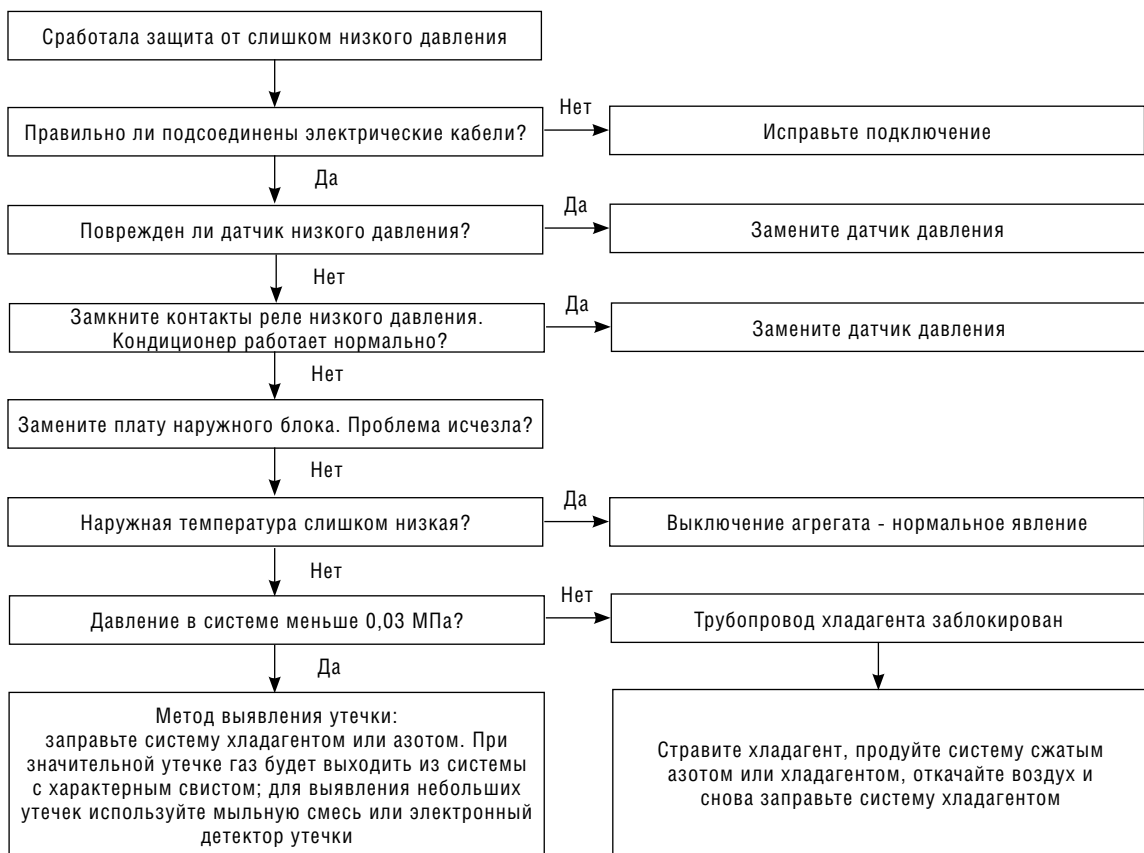 Сработала защита от слишком низкого давления
Правильно ли подсоединены электрические кабели?
Нет
Исправьте подключение
Да
Поврежден ли датчик низкого давления?
Да
Замените датчик давления
Нет
Замкните контакты реле низкого давления.
Кондиционер работает нормально?
Да
Замените датчик давления
Нет
Замените плату наружного блока. Проблема исчезла?
Нет
Наружная температура слишком низкая?
Да
Выключение агрегата - нормальное явление
Нет
Давление в системе меньше 0,03 МПа?
Нет
Трубопровод хладагента заблокирован
Да
Метод выявления утечки:
заправьте систему хладагентом или азотом. При
значительной утечке газ будет выходить из системы
с характерным свистом; для выявления небольших
утечек используйте мыльную смесь или электронный
детектор утечки
Стравите хладагент, продуйте систему сжатым
азотом или хладагентом, откачайте воздух и
снова заправьте систему хладагентом